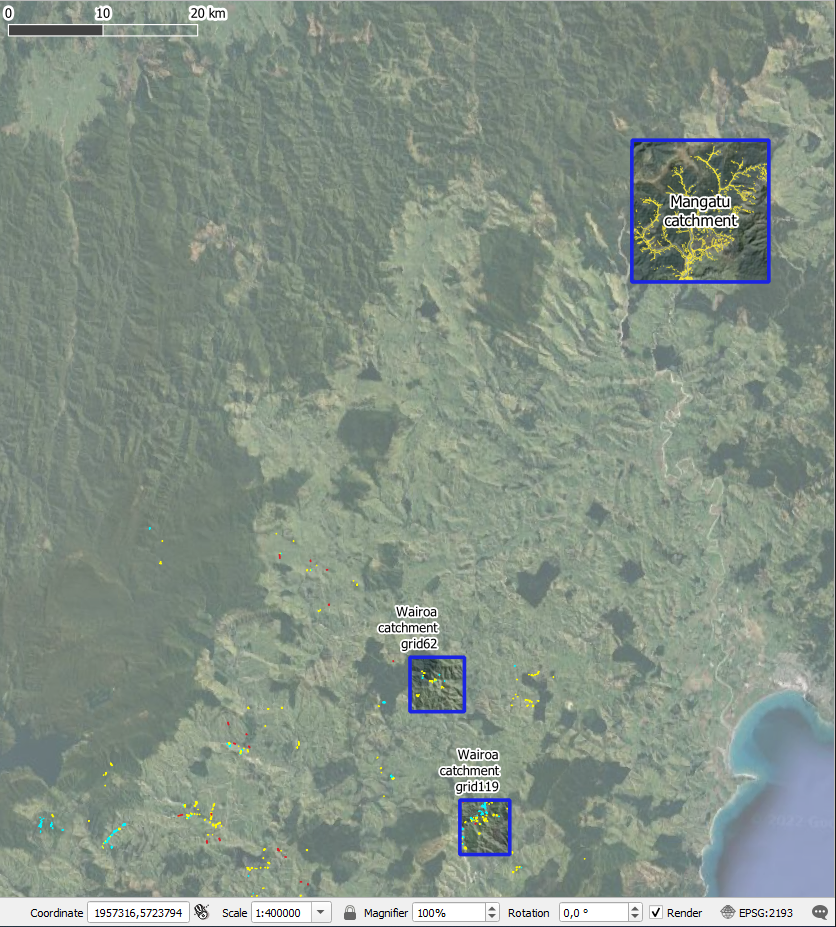 0 10 20 km
Mangatu
catchment
Wairoa
catchment
grid62
Wairoa
catchment
grid119
Coordinate 1957316,5723794 Scale 1:400000 Magnifier 100% Rotation 0,0 ° Render EPSG:2193